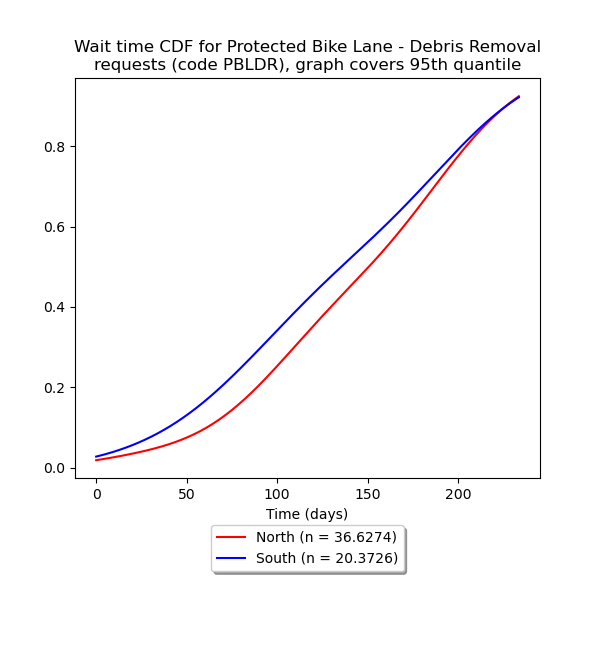 Wait time CDF for Protected Bike Lane - Debris Removal
requests (code PBLDR), graph covers 95th quantile
0.8
0.6
0.4
0.2
0.0
0 50 100 150 200
Time (days)
North (n = 36.6274)
South (n = 20.3726)